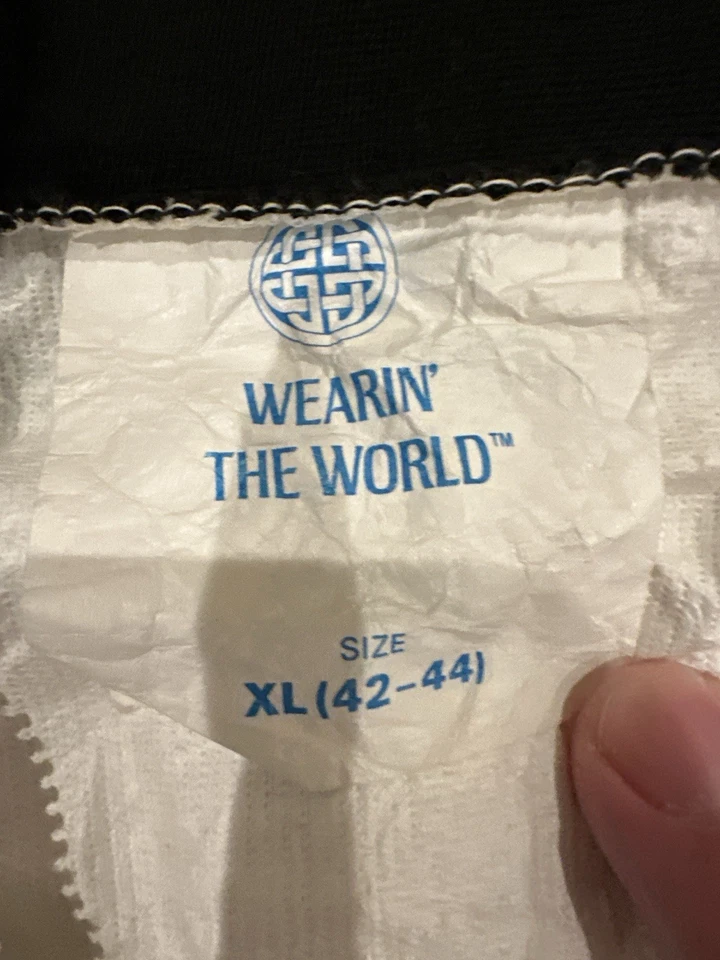 WEARIN'
THE WORLD™
SIZE
XL (42-44)